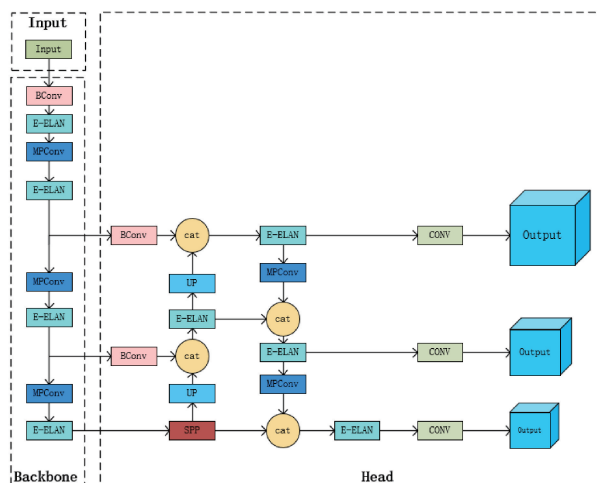 Input
Input
BConv
E-ELAN
MPConv
E-ELAN
BConv
cat
E-ELAN
CONV
Output
MPConv
UP
MPConv
E-ELAN
E-ELAN
cat
BConv
cat
E-ELAN
CONV
Output
MPConv
UP
MPConv
E-ELAN
SPP
cat
E-ELAN
CONV
Output
Backbone
Head